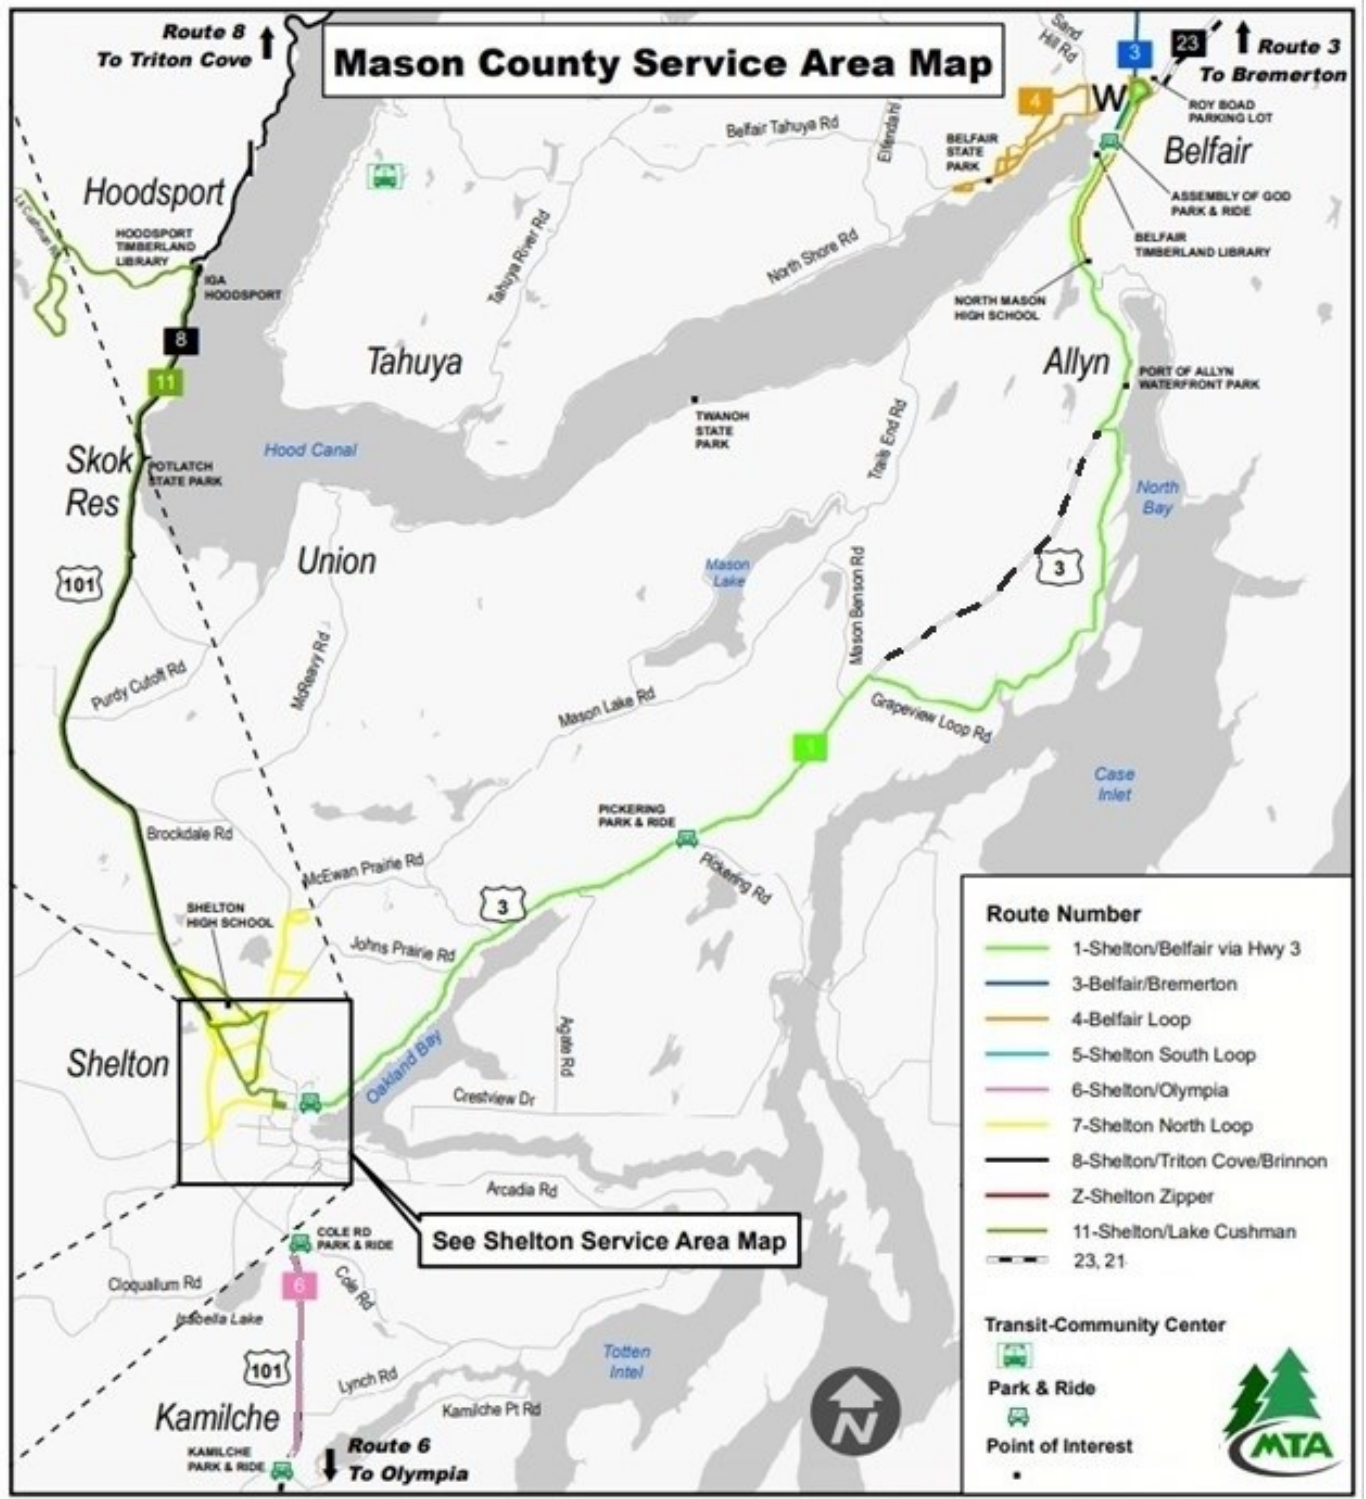 Route 8
To Triton Cove
Mason County Service Area Map
Sand
Hill Rd
3
23
Route 3
To Bremerton
4
W
ROY BOAD
PARKING LOT
Belfair Tahuya Rd
Elfendahl
BELFAIR
STATE
PARK
Belfair
Hoodsport
ASSEMBLY OF GOD
PARK & RIDE
HOODSPORT
TIMBERLAND
LIBRARY
BELFAIR
TIMBERLAND LIBRARY
Tahuya River Rd
North Shore Rd
IGA
HOODSPORT
NORTH MASON
HIGH SCHOOL
8
Tahuya
Allyn
11
PORT OF ALLYN
WATERFRONT PARK
TWANOH
STATE
PARK
Trails End Rd
Hood Canal
Skok
Res
POTLATCH
STATE PARK
North
Bay
Union
101
Mason
Lake
Mason Benson Rd
3
Purdy Cutoff Rd
McReavy Rd
Mason Lake Rd
Grapeview Loop Rd
1
Case
Inlet
PICKERING
PARK & RIDE
Brockdale Rd
McEwan Prairie Rd
Pickering Rd
SHELTON
HIGH SCHOOL
3
Johns Prairie Rd
Shelton
Oakland Bay
Agate Rd
Crestview Dr
Arcadia Rd
See Shelton Service Area Map
COLE RD
PARK & RIDE
Cloquallum Rd
6
Cole Rd
Isabella Lake
101
Totten
Intel
Lynch Rd
Kamilche
Kamilche Pt Rd
KAMILCHE
PARK & RIDE
Route 6
To Olympia
N
Route Number
1-Shelton/Belfair via Hwy 3
3-Belfair/Bremerton
4-Belfair Loop
5-Shelton South Loop
6-Shelton/Olympia
7-Shelton North Loop
8-Shelton/Triton Cove/Brinnon
Z-Shelton Zipper
11-Shelton/Lake Cushman
23, 21
Transit-Community Center
Park & Ride
Point of Interest
MTA